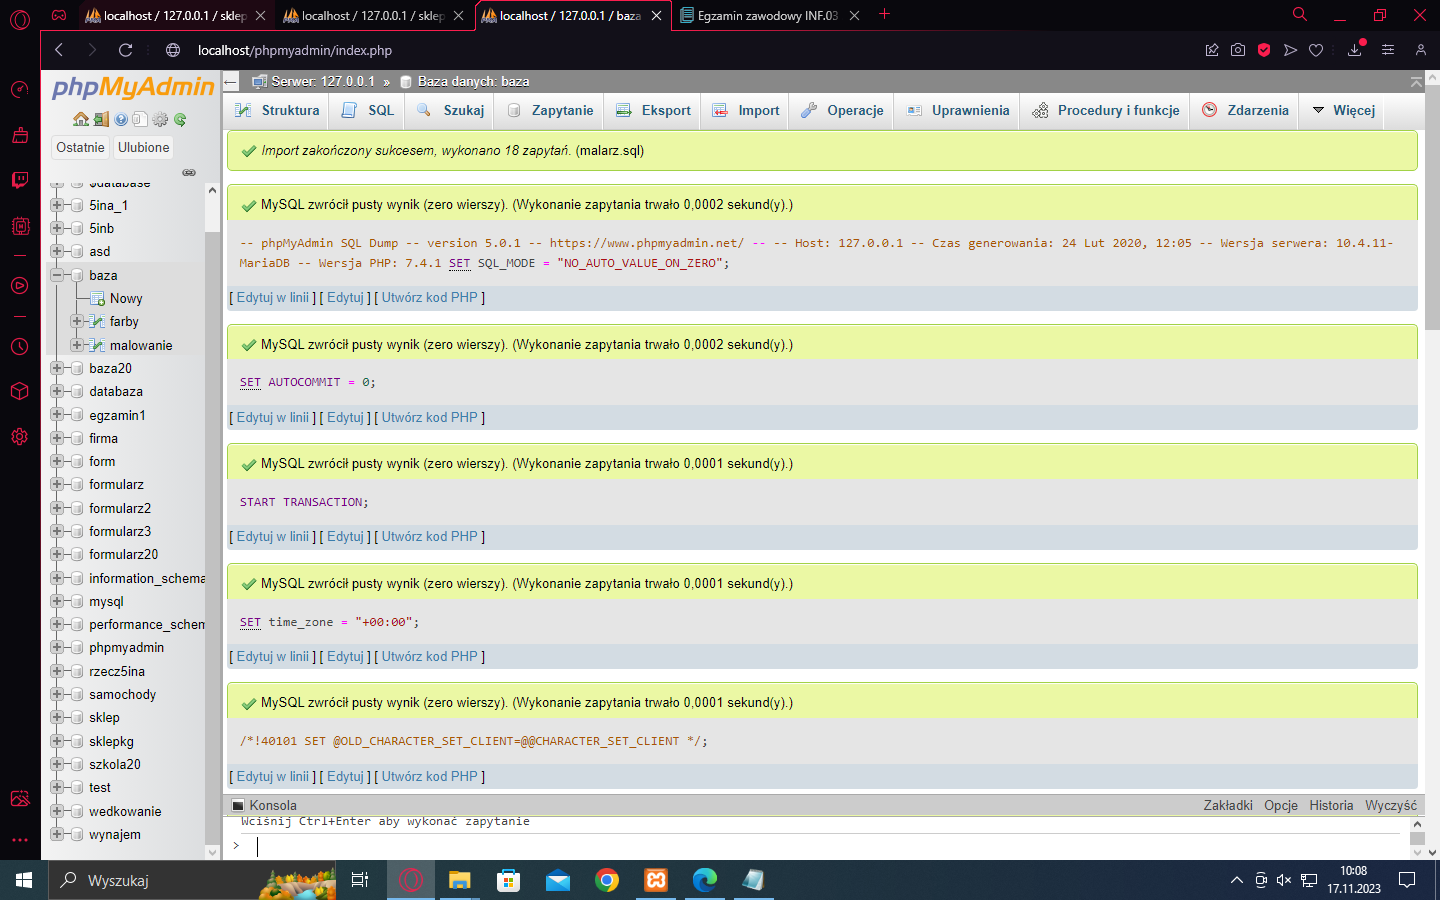 localhost / 127.0.0.1 / sklep
localhost / 127.0.0.1 / sklep
localhost / 127.0.0.1 / baza
Egzamin zawodowy INF.03
localhost/phpmyadmin/index.php
phpMyAdmin
Ostatnie
Ulubione
$database
5ina_1
5inb
asd
baza
Nowy
farby
malowanie
baza20
databaza
egzamin1
firma
form
formularz
formularz2
formularz3
formularz20
information_schema
mysql
performance_schem
phpmyadmin
rzecz5ina
samochody
sklep
sklepkg
szkola20
test
wedkowanie
wynajem
Serwer: 127.0.0.1 » Baza danych: baza
Struktura
SQL
Szukaj
Zapytanie
Eksport
Import
Operacje
Uprawnienia
Procedury i funkcje
Zdarzenia
Więcej
Import zakończony sukcesem, wykonano 18 zapytań. (malarz.sql)
MySQL zwrócił pusty wynik (zero wierszy). (Wykonanie zapytania trwało 0,0002 sekund(y).)
-- phpMyAdmin SQL Dump -- version 5.0.1 -- https://www.phpmyadmin.net/ -- -- Host: 127.0.0.1 -- Czas generowania: 24 Lut 2020, 12:05 -- Wersja serwera: 10.4.11-
MariaDB -- Wersja PHP: 7.4.1 SET SQL_MODE = "NO_AUTO_VALUE_ON_ZERO";
[ Edytuj w linii ] [ Edytuj ] [ Utwórz kod PHP ]
MySQL zwrócił pusty wynik (zero wierszy). (Wykonanie zapytania trwało 0,0002 sekund(y).)
SET AUTOCOMMIT = 0;
[ Edytuj w linii ] [ Edytuj ] [ Utwórz kod PHP ]
MySQL zwrócił pusty wynik (zero wierszy). (Wykonanie zapytania trwało 0,0001 sekund(y).)
START TRANSACTION;
[ Edytuj w linii ] [ Edytuj ] [ Utwórz kod PHP ]
MySQL zwrócił pusty wynik (zero wierszy). (Wykonanie zapytania trwało 0,0001 sekund(y).)
SET time_zone = "+00:00";
[ Edytuj w linii ] [ Edytuj ] [ Utwórz kod PHP ]
MySQL zwrócił pusty wynik (zero wierszy). (Wykonanie zapytania trwało 0,0001 sekund(y).)
/*!40101 SET @OLD_CHARACTER_SET_CLIENT=@@CHARACTER_SET_CLIENT */;
[ Edytuj w linii ] [ Edytuj ] [ Utwórz kod PHP ]
Konsola
Zakładki Opcje Historia Wyczyść
Wciśnij Ctrl+Enter aby wykonać zapytanie
>
Wyszukaj
10:08
17.11.2023